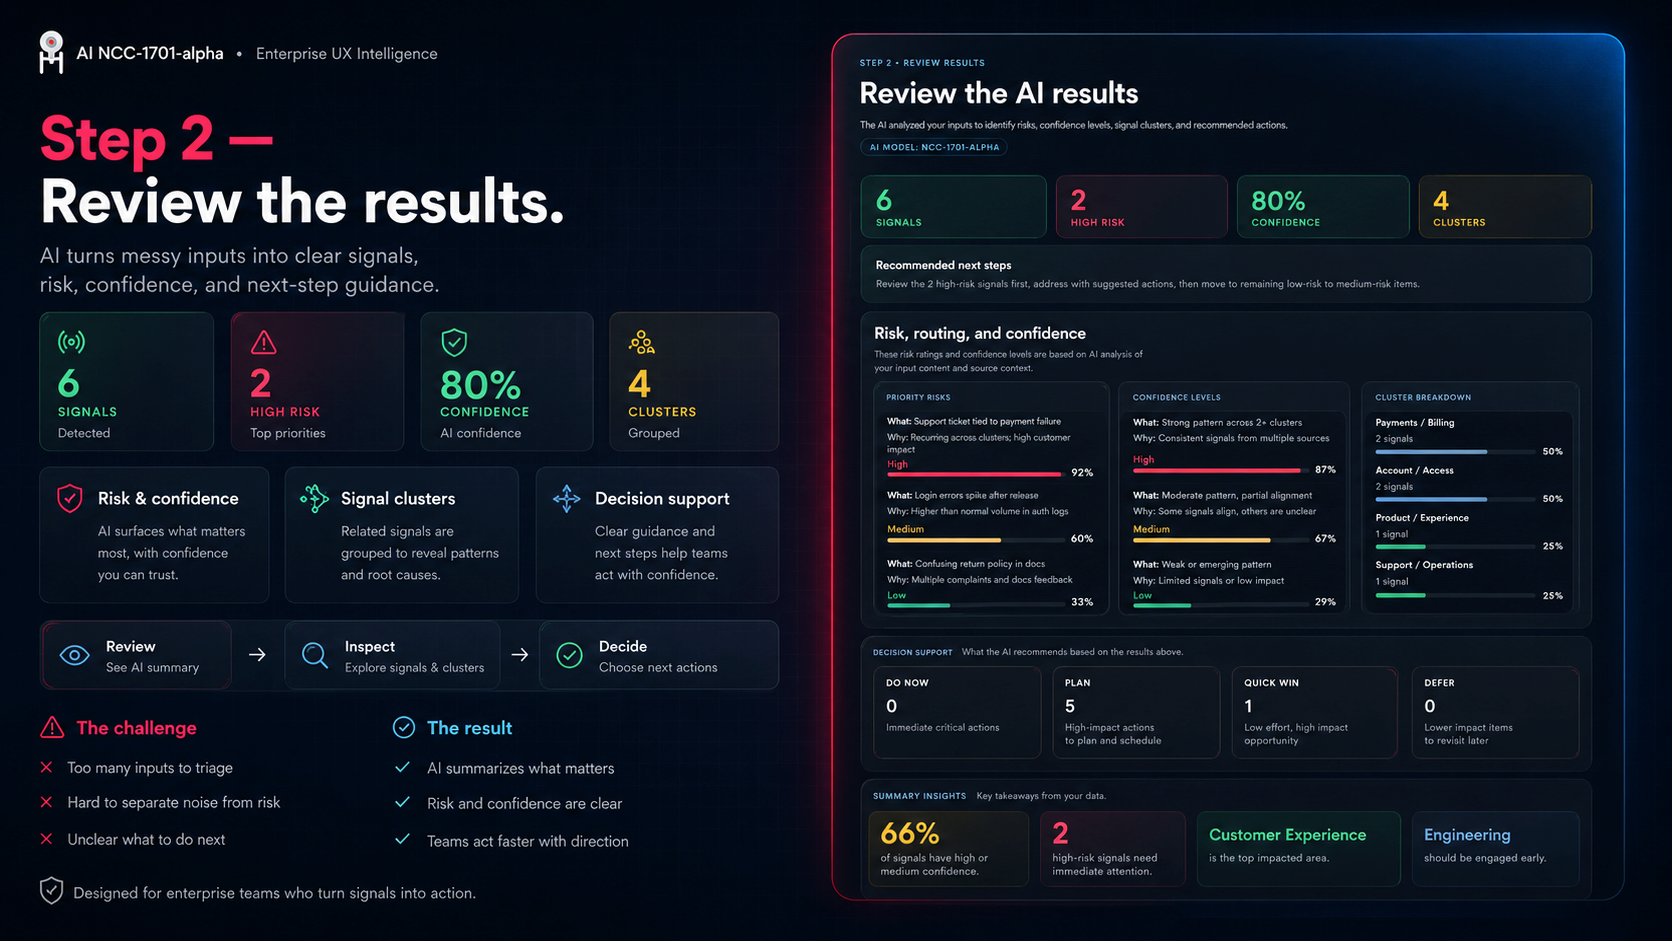 AI NCC-1701-alpha • Enterprise UX Intelligence
Step 2 —
Review the results.
AI turns messy inputs into clear signals,
risk, confidence, and next-step guidance.
6
SIGNALS
Detected
2
HIGH RISK
Top priorities
80%
CONFIDENCE
AI confidence
4
CLUSTERS
Grouped
Risk & confidence
AI surfaces what matters
most, with confidence
you can trust.
Signal clusters
Related signals are
grouped to reveal patterns
and root causes.
Decision support
Clear guidance and
next steps help teams
act with confidence.
Review
See AI summary
Inspect
Explore signals & clusters
Decide
Choose next actions
The challenge
Too many inputs to triage
Hard to separate noise from risk
Unclear what to do next
The result
AI summarizes what matters
Risk and confidence are clear
Teams act faster with direction
Designed for enterprise teams who turn signals into action.
STEP 2 • REVIEW RESULTS
Review the AI results
The AI analyzed your inputs to identify risks, confidence levels, signal clusters, and recommended actions.
AI MODEL: NCC-1701-ALPHA
6
SIGNALS
2
HIGH RISK
80%
CONFIDENCE
4
CLUSTERS
Recommended next steps
Review the 2 high-risk signals first, address with suggested actions, then move to remaining low-risk to medium-risk items.
Risk, routing, and confidence
These risk ratings and confidence levels are based on AI analysis of
your input content and source context.
PRIORITY RISKS
What: Support ticket tied to payment failure
Why: Recurring across clusters; high customer
impact
High
92%
What: Login errors spike after release
Why: Higher than normal volume in auth logs
Medium
60%
What: Confusing return policy in docs
Why: Multiple complaints and docs feedback
Low
33%
CONFIDENCE LEVELS
What: Strong pattern across 2+ clusters
Why: Consistent signals from multiple sources
High
87%
What: Moderate pattern, partial alignment
Why: Some signals align, others are unclear
Medium
67%
What: Weak or emerging pattern
Why: Limited signals or low impact
Low
29%
CLUSTER BREAKDOWN
Payments / Billing
2 signals
50%
Account / Access
2 signals
50%
Product / Experience
1 signal
25%
Support / Operations
1 signal
25%
DECISION SUPPORT What the AI recommends based on the results above.
DO NOW
0
Immediate critical actions
PLAN
5
High-impact actions
to plan and schedule
QUICK WIN
1
Low effort, high impact
opportunity
DEFER
0
Lower impact items
to revisit later
SUMMARY INSIGHTS Key takeaways from your data.
66%
of signals have high or
medium confidence.
2
high-risk signals need
immediate attention.
Customer Experience
is the top impacted area.
Engineering
should be engaged early.